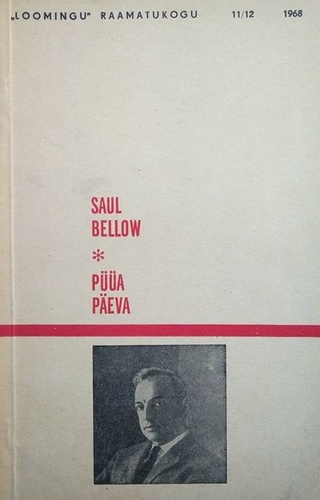 „LOOMINGU" RAAMATUKOGU 11/12 1968
SAUL
BELLOW
*
PÜÜA
PÄEVA